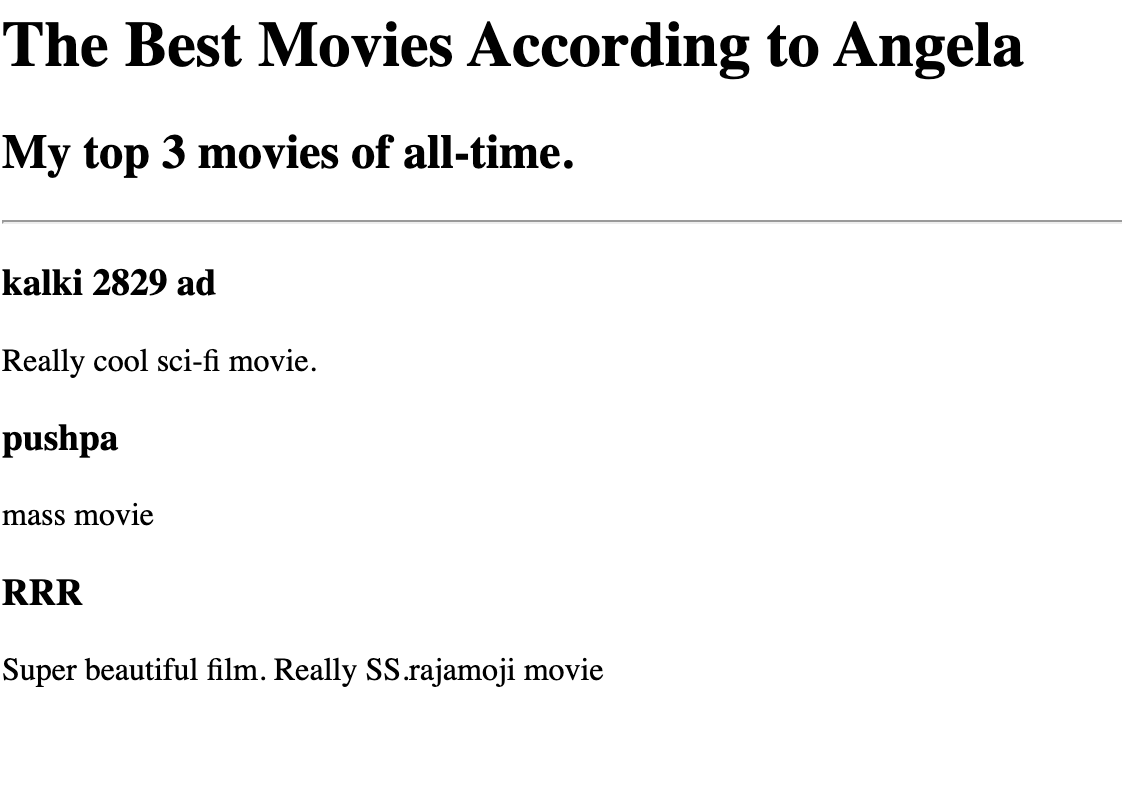 The Best Movies According to Angela
My top 3 movies of all-time.
kalki 2829 ad
Really cool sci-fi movie.
pushpa
mass movie
RRR
Super beautiful film. Really SS.rajamoji movie